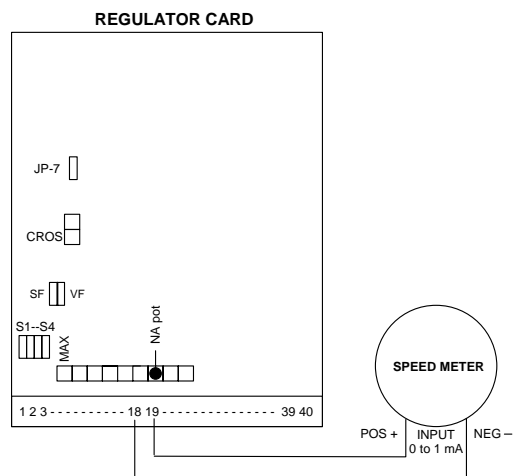 REGULATOR CARD
JP-7
CROS
SF VF
S1--S4
MAX
NA pot
1 2 3 - - - - - - - - - - - 18 19 - - - - - - - - - - - - - - - - 39 40
SPEED METER
POS + INPUT NEG –
0 to 1 mA